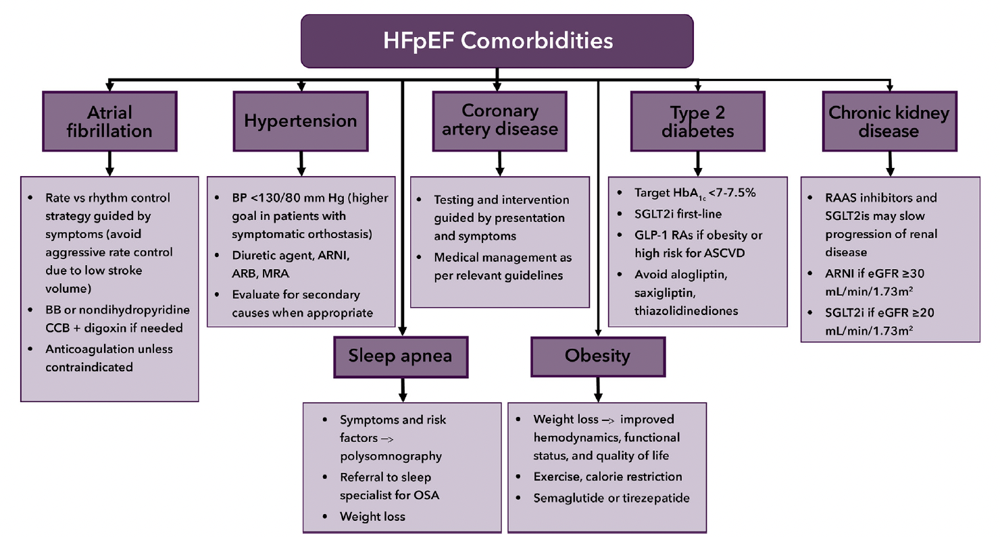 HFpEF Comorbidities
Atrial
fibrillation
• Rate vs rhythm control
strategy guided by
symptoms (avoid
aggressive rate control
due to low stroke
volume)
• BB or nondihydropyridine
CCB + digoxin if needed
• Anticoagulation unless
contraindicated
Hypertension
• BP <130/80 mm Hg (higher
goal in patients with
symptomatic orthostasis)
• Diuretic agent, ARNI,
ARB, MRA
• Evaluate for secondary
causes when appropriate
Coronary
artery disease
• Testing and intervention
guided by presentation
and symptoms
• Medical management as
per relevant guidelines
Type 2
diabetes
• Target HbA1c <7-7.5%
• SGLT2i first-line
• GLP-1 RAs if obesity or
high risk for ASCVD
• Avoid alogliptin,
saxigliptin,
thiazolidinediones
Chronic kidney
disease
• RAAS inhibitors and
SGLT2is may slow
progression of renal
disease
• ARNI if eGFR ≥30
mL/min/1.73m²
• SGLT2i if eGFR ≥20
mL/min/1.73m²
Sleep apnea
• Symptoms and risk
factors —>
polysomnography
• Referral to sleep
specialist for OSA
• Weight loss
Obesity
• Weight loss —> improved
hemodynamics, functional
status, and quality of life
• Exercise, calorie restriction
• Semaglutide or tirezepatide